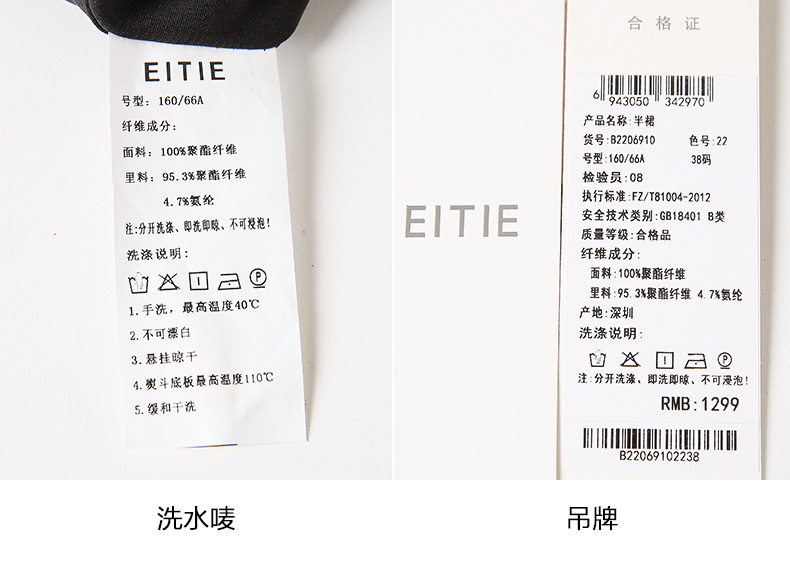 EITIE
号型：160/66A
纤维成分：
面料：100%聚酯纤维
里料：95.3%聚酯纤维
4.7%氨纶
注:分开洗涤、即洗即晾、不可浸泡!
洗涤说明：
1.手洗，最高温度40℃
2.不可漂白
3.悬挂晾干
4.熨斗底板最高温度110℃
5.缓和干洗
洗水唛
EITIE
合格证
6 943050 342970
产品名称:半裙
货号:B2206910 色号:22
号型:160/66A 38码
检验员:08
执行标准:FZ/T81004-2012
安全技术类别:GB18401 B类
质量等级:合格品
纤维成分:
面料:100%聚酯纤维
里料:95.3%聚酯纤维 4.7%氨纶
产地:深圳
洗涤说明:
P
注:分开洗涤、即洗即晾、不可浸泡!
RMB:1299
B22069102238
吊牌